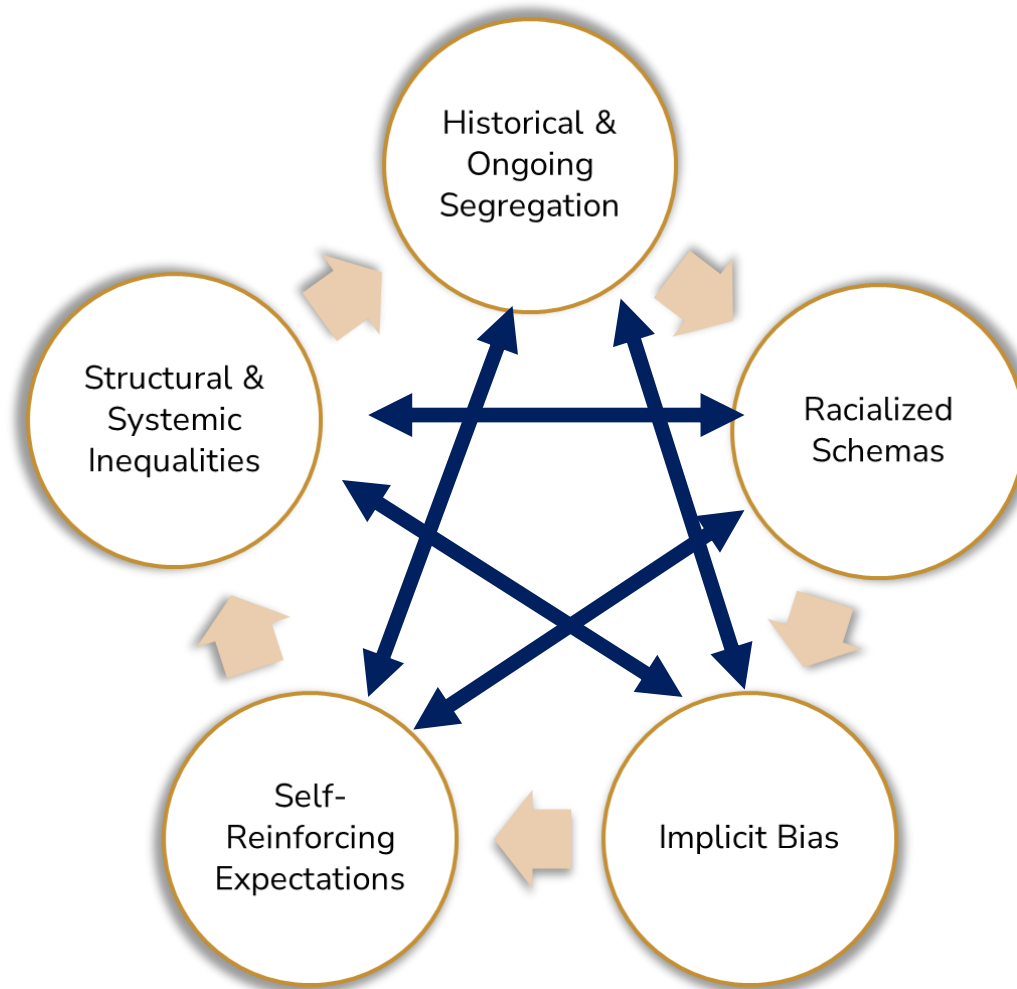 Historical &
Ongoing
Segregation
Racialized
Schemas
Implicit Bias
Self-
Reinforcing
Expectations
Structural &
Systemic
Inequalities